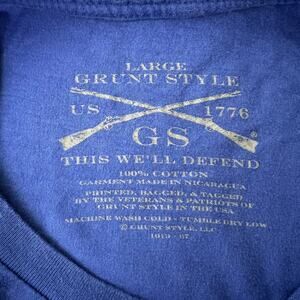 LARGE
GRUNT STYLE
US 1776
GS ®
THIS WE'LL DEFEND
100% COTTON
GARMENT MADE IN NICARAGUA
PRINTED, BAGGED, & TAGGED
BY THE VETERANS & PATRIOTS OF
GRUNT STYLE IN THE USA
MACHINE WASH COLD - TUMBLE DRY LOW
© GRUNT STYLE, LLC